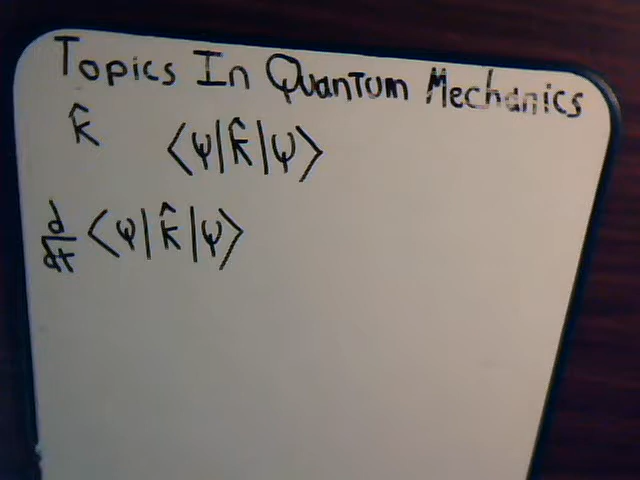 Topics In Quantum Mechanics
k̂ ⟨ψ|k̂|ψ⟩
d/dt ⟨ψ|k̂|ψ⟩